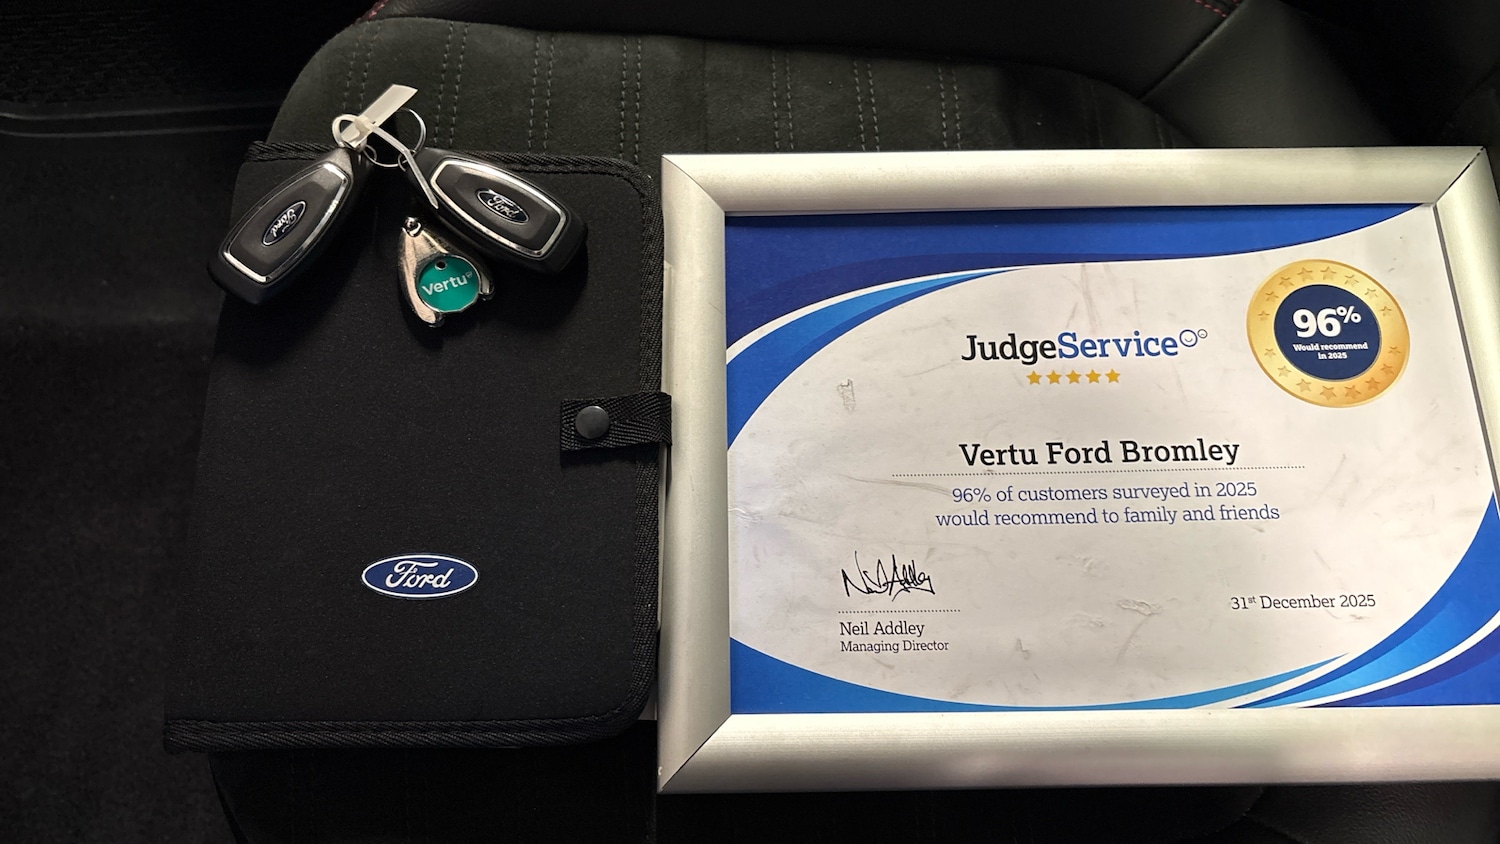 Ford
Ford
vertu
Ford
JudgeService
96%
Would recommend
in 2025
Vertu Ford Bromley
96% of customers surveyed in 2025
would recommend to family and friends
Neil Addley
Managing Director
31st December 2025